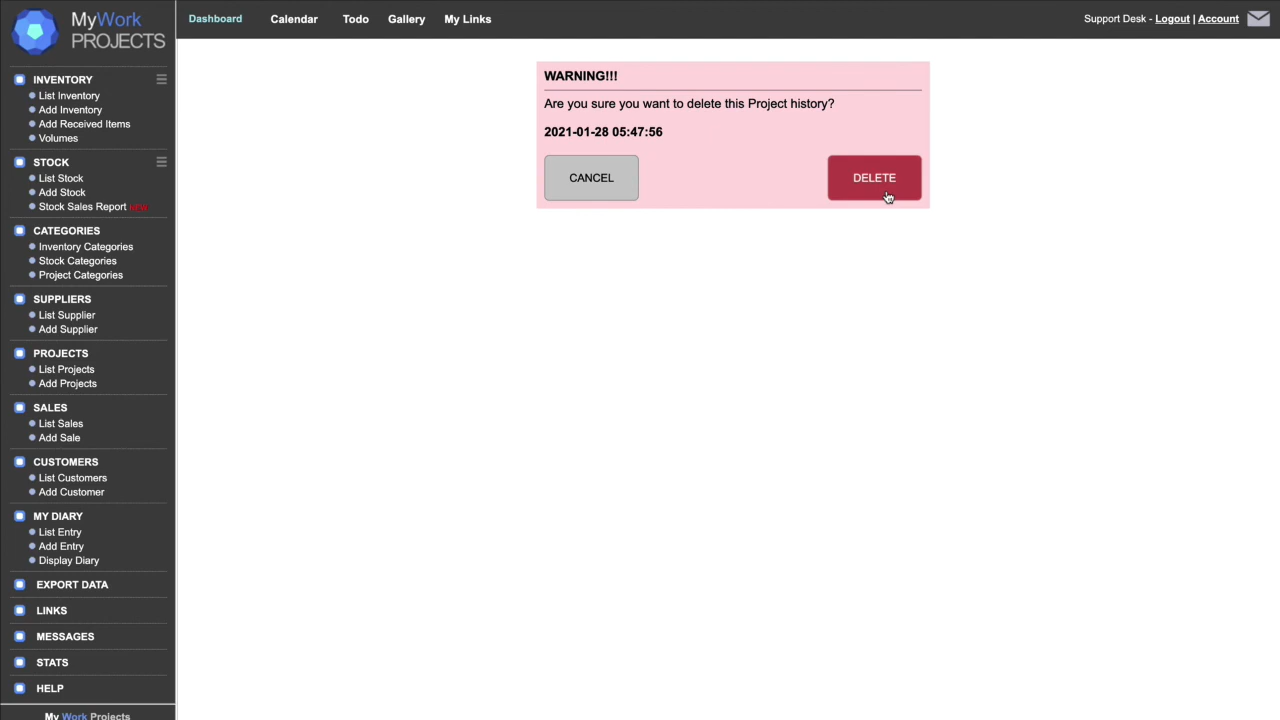 MyWork
PROJECTS
Dashboard
Calendar
Todo
Gallery
My Links
Support Desk - Logout | Account
INVENTORY
List Inventory
Add Inventory
Add Received Items
Volumes
STOCK
List Stock
Add Stock
Stock Sales Report NEW
CATEGORIES
Inventory Categories
Stock Categories
Project Categories
SUPPLIERS
List Supplier
Add Supplier
PROJECTS
List Projects
Add Projects
SALES
List Sales
Add Sale
CUSTOMERS
List Customers
Add Customer
MY DIARY
List Entry
Add Entry
Display Diary
EXPORT DATA
LINKS
MESSAGES
STATS
HELP
My Work Projects
WARNING!!!
Are you sure you want to delete this Project history?
2021-01-28 05:47:56
CANCEL
DELETE